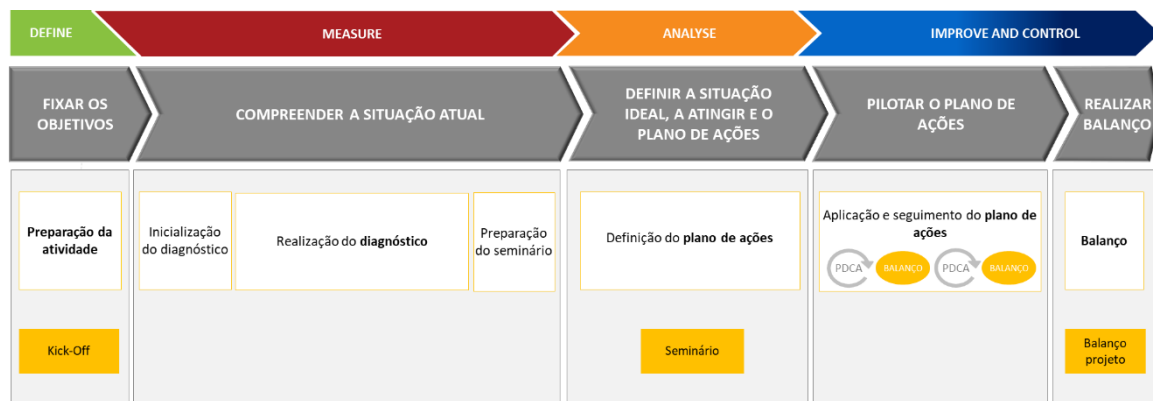 DEFINE
MEASURE
ANALYSE
IMPROVE AND CONTROL
FIXAR OS
OBJETIVOS
COMPREENDER A SITUAÇÃO ATUAL
DEFINIR A SITUAÇÃO
IDEAL, A ATINGIR E O
PLANO DE AÇÕES
PILOTAR O PLANO DE
AÇÕES
REALIZAR
BALANÇO
Preparação da
atividade
Inicialização
do diagnóstico
Realização do diagnóstico
Preparação
do seminário
Definição do plano de ações
Aplicação e seguimento do plano de
ações
PDCA
BALANÇO
PDCA
BALANÇO
Balanço
Kick-Off
Seminário
Balanço
projeto